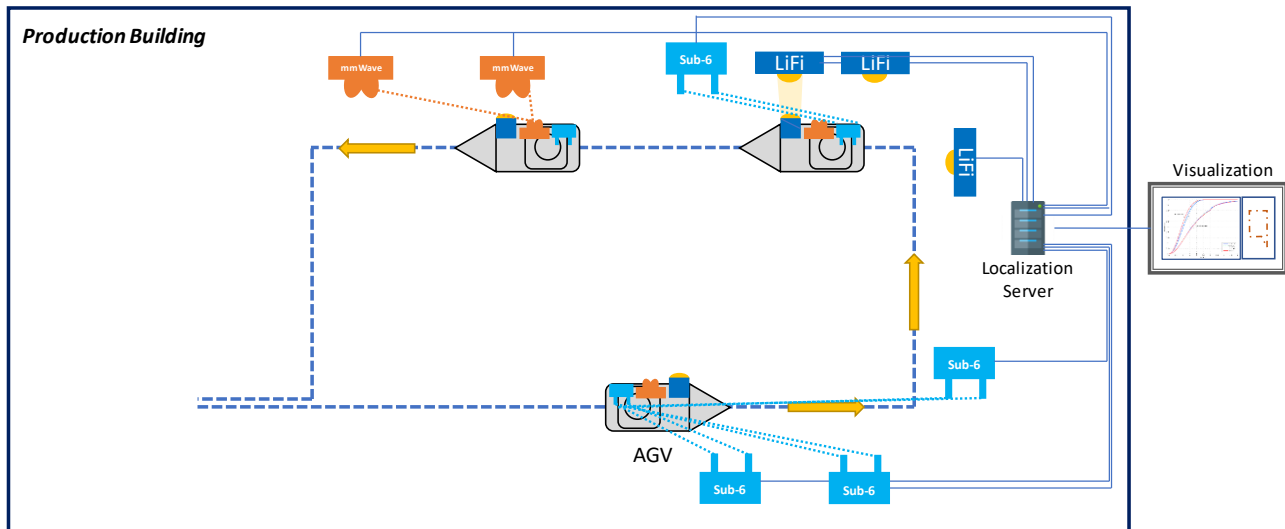 Production Building
mmWave
mmWave
Sub-6
LiFi
LiFi
LiFi
Visualization
Localization
Server
Sub-6
AGV
Sub-6
Sub-6